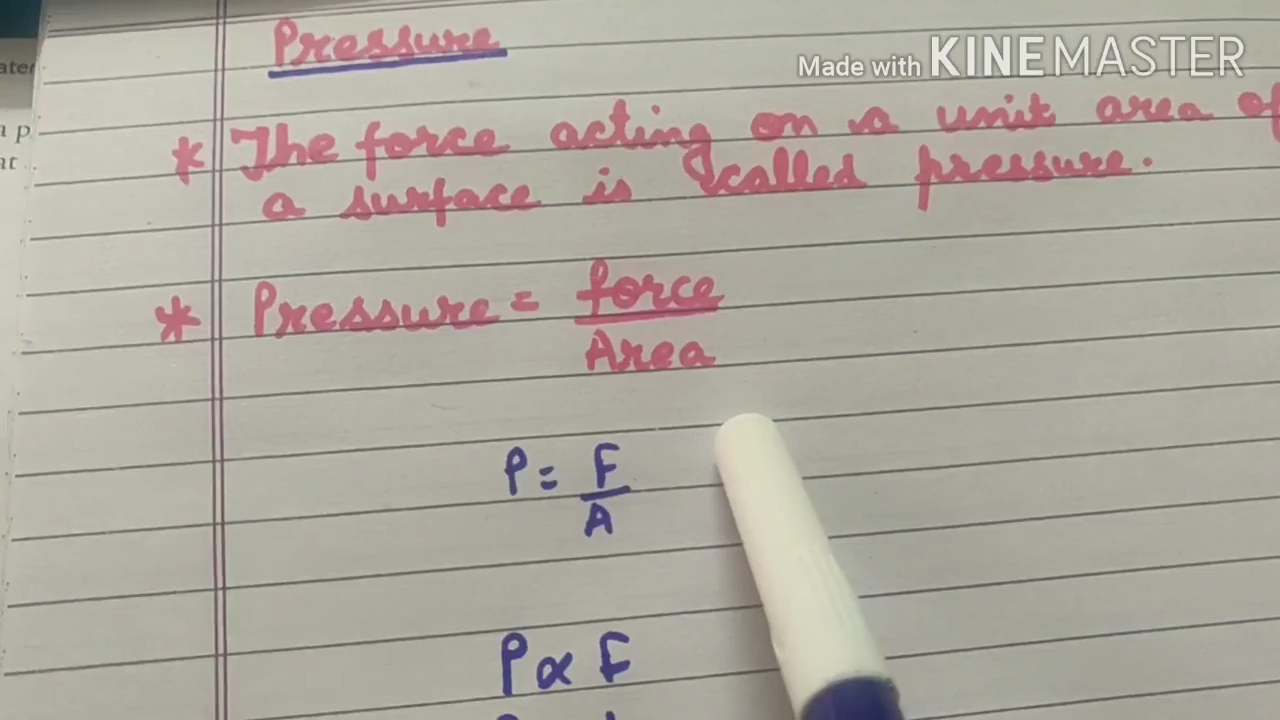 Pressure
Made with KINEMASTER
* The force acting on a unit area of
a surface is called pressure.
* Pressure = force
Area
P = F
A
P ∝ F